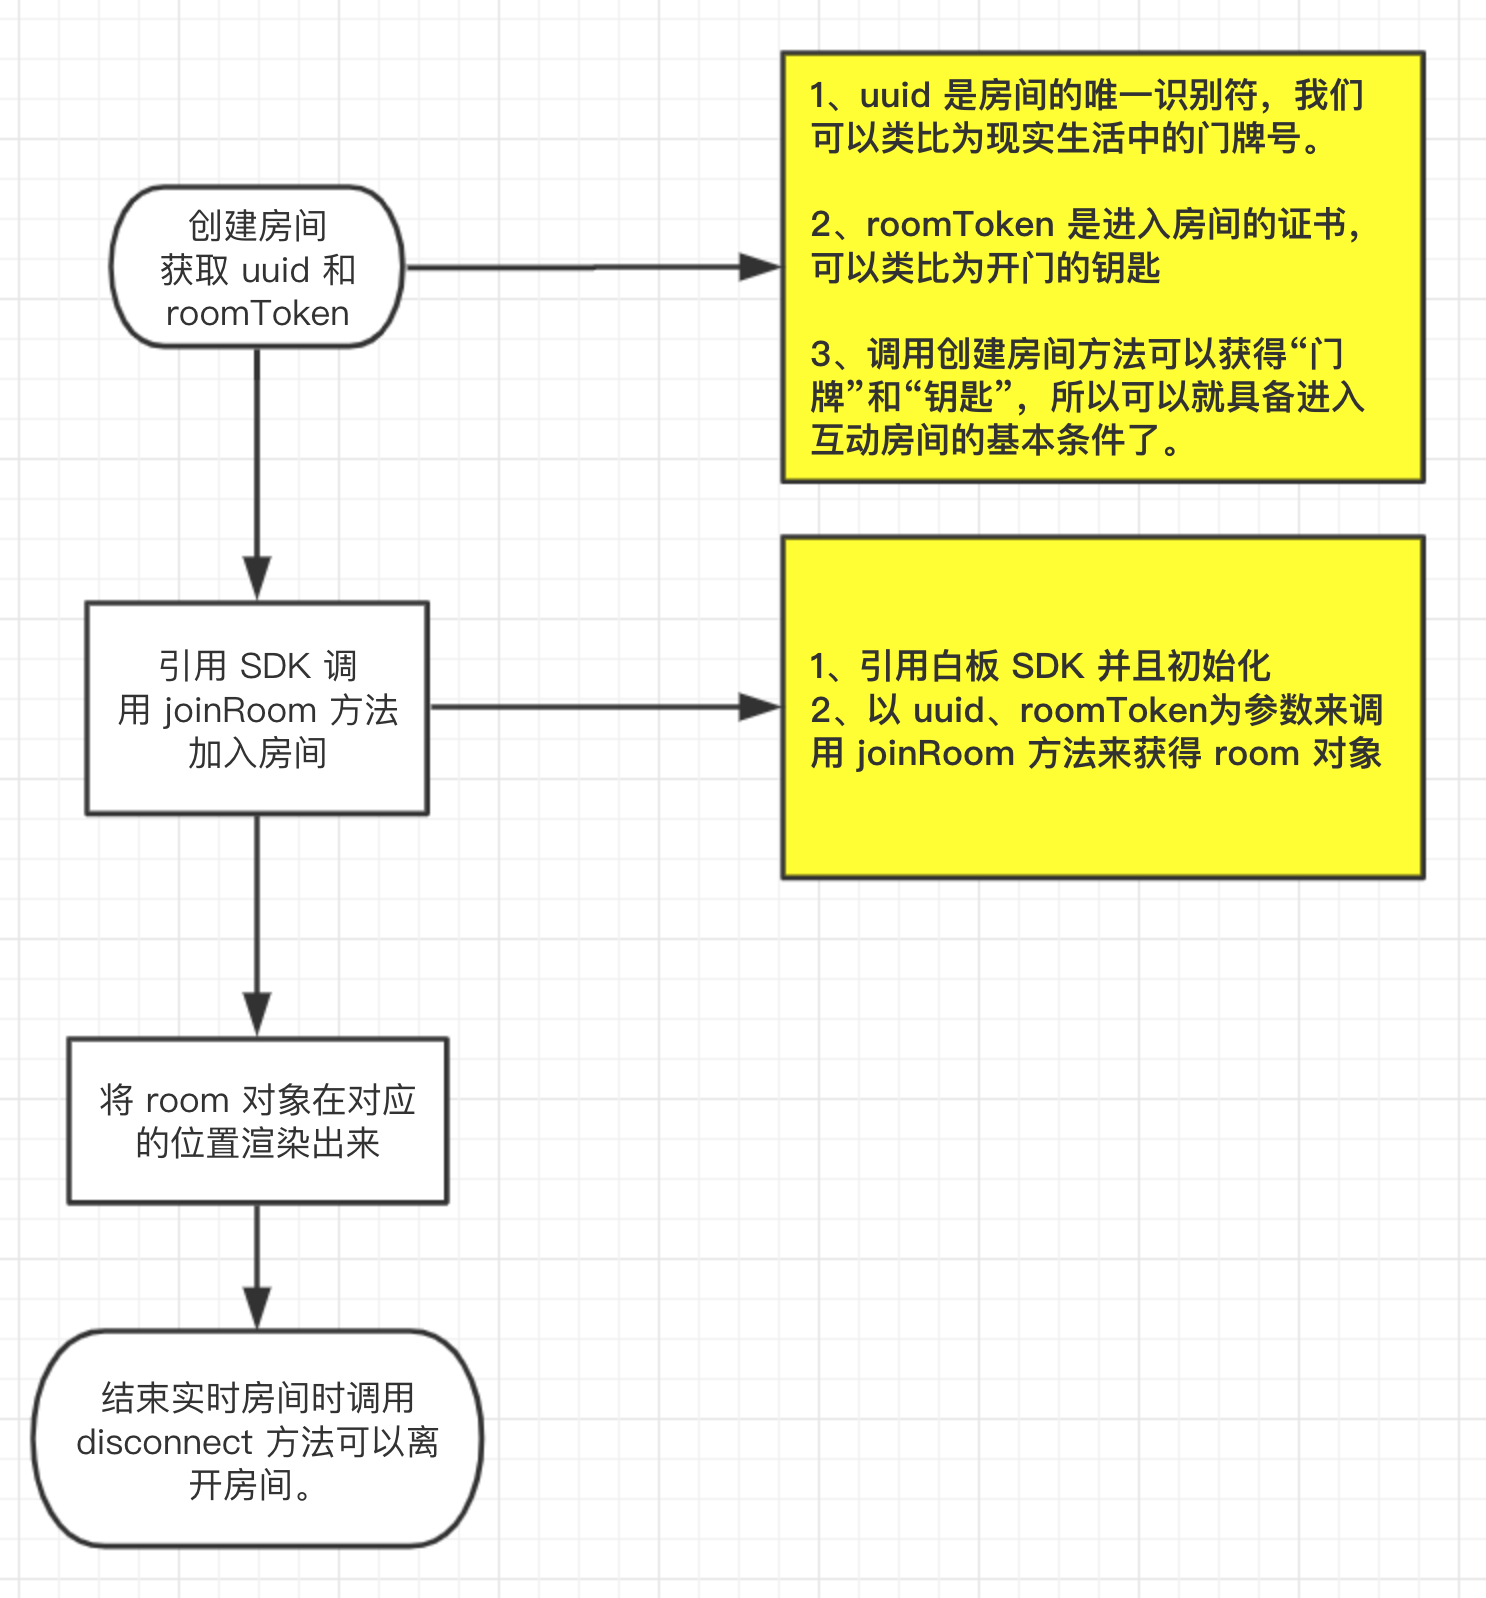 创建房间
获取 uuid 和
roomToken
1、uuid 是房间的唯一识别符，我们
可以类比为现实生活中的门牌号。
2、roomToken 是进入房间的证书，
可以类比为开门的钥匙
3、调用创建房间方法可以获得“门
牌”和“钥匙”，所以可以就具备进入
互动房间的基本条件了。
引用 SDK 调
用 joinRoom 方法
加入房间
1、引用白板 SDK 并且初始化
2、以 uuid、roomToken为参数来调
用 joinRoom 方法来获得 room 对象
将 room 对象在对应
的位置渲染出来
结束实时房间时调用
disconnect 方法可以离
开房间。